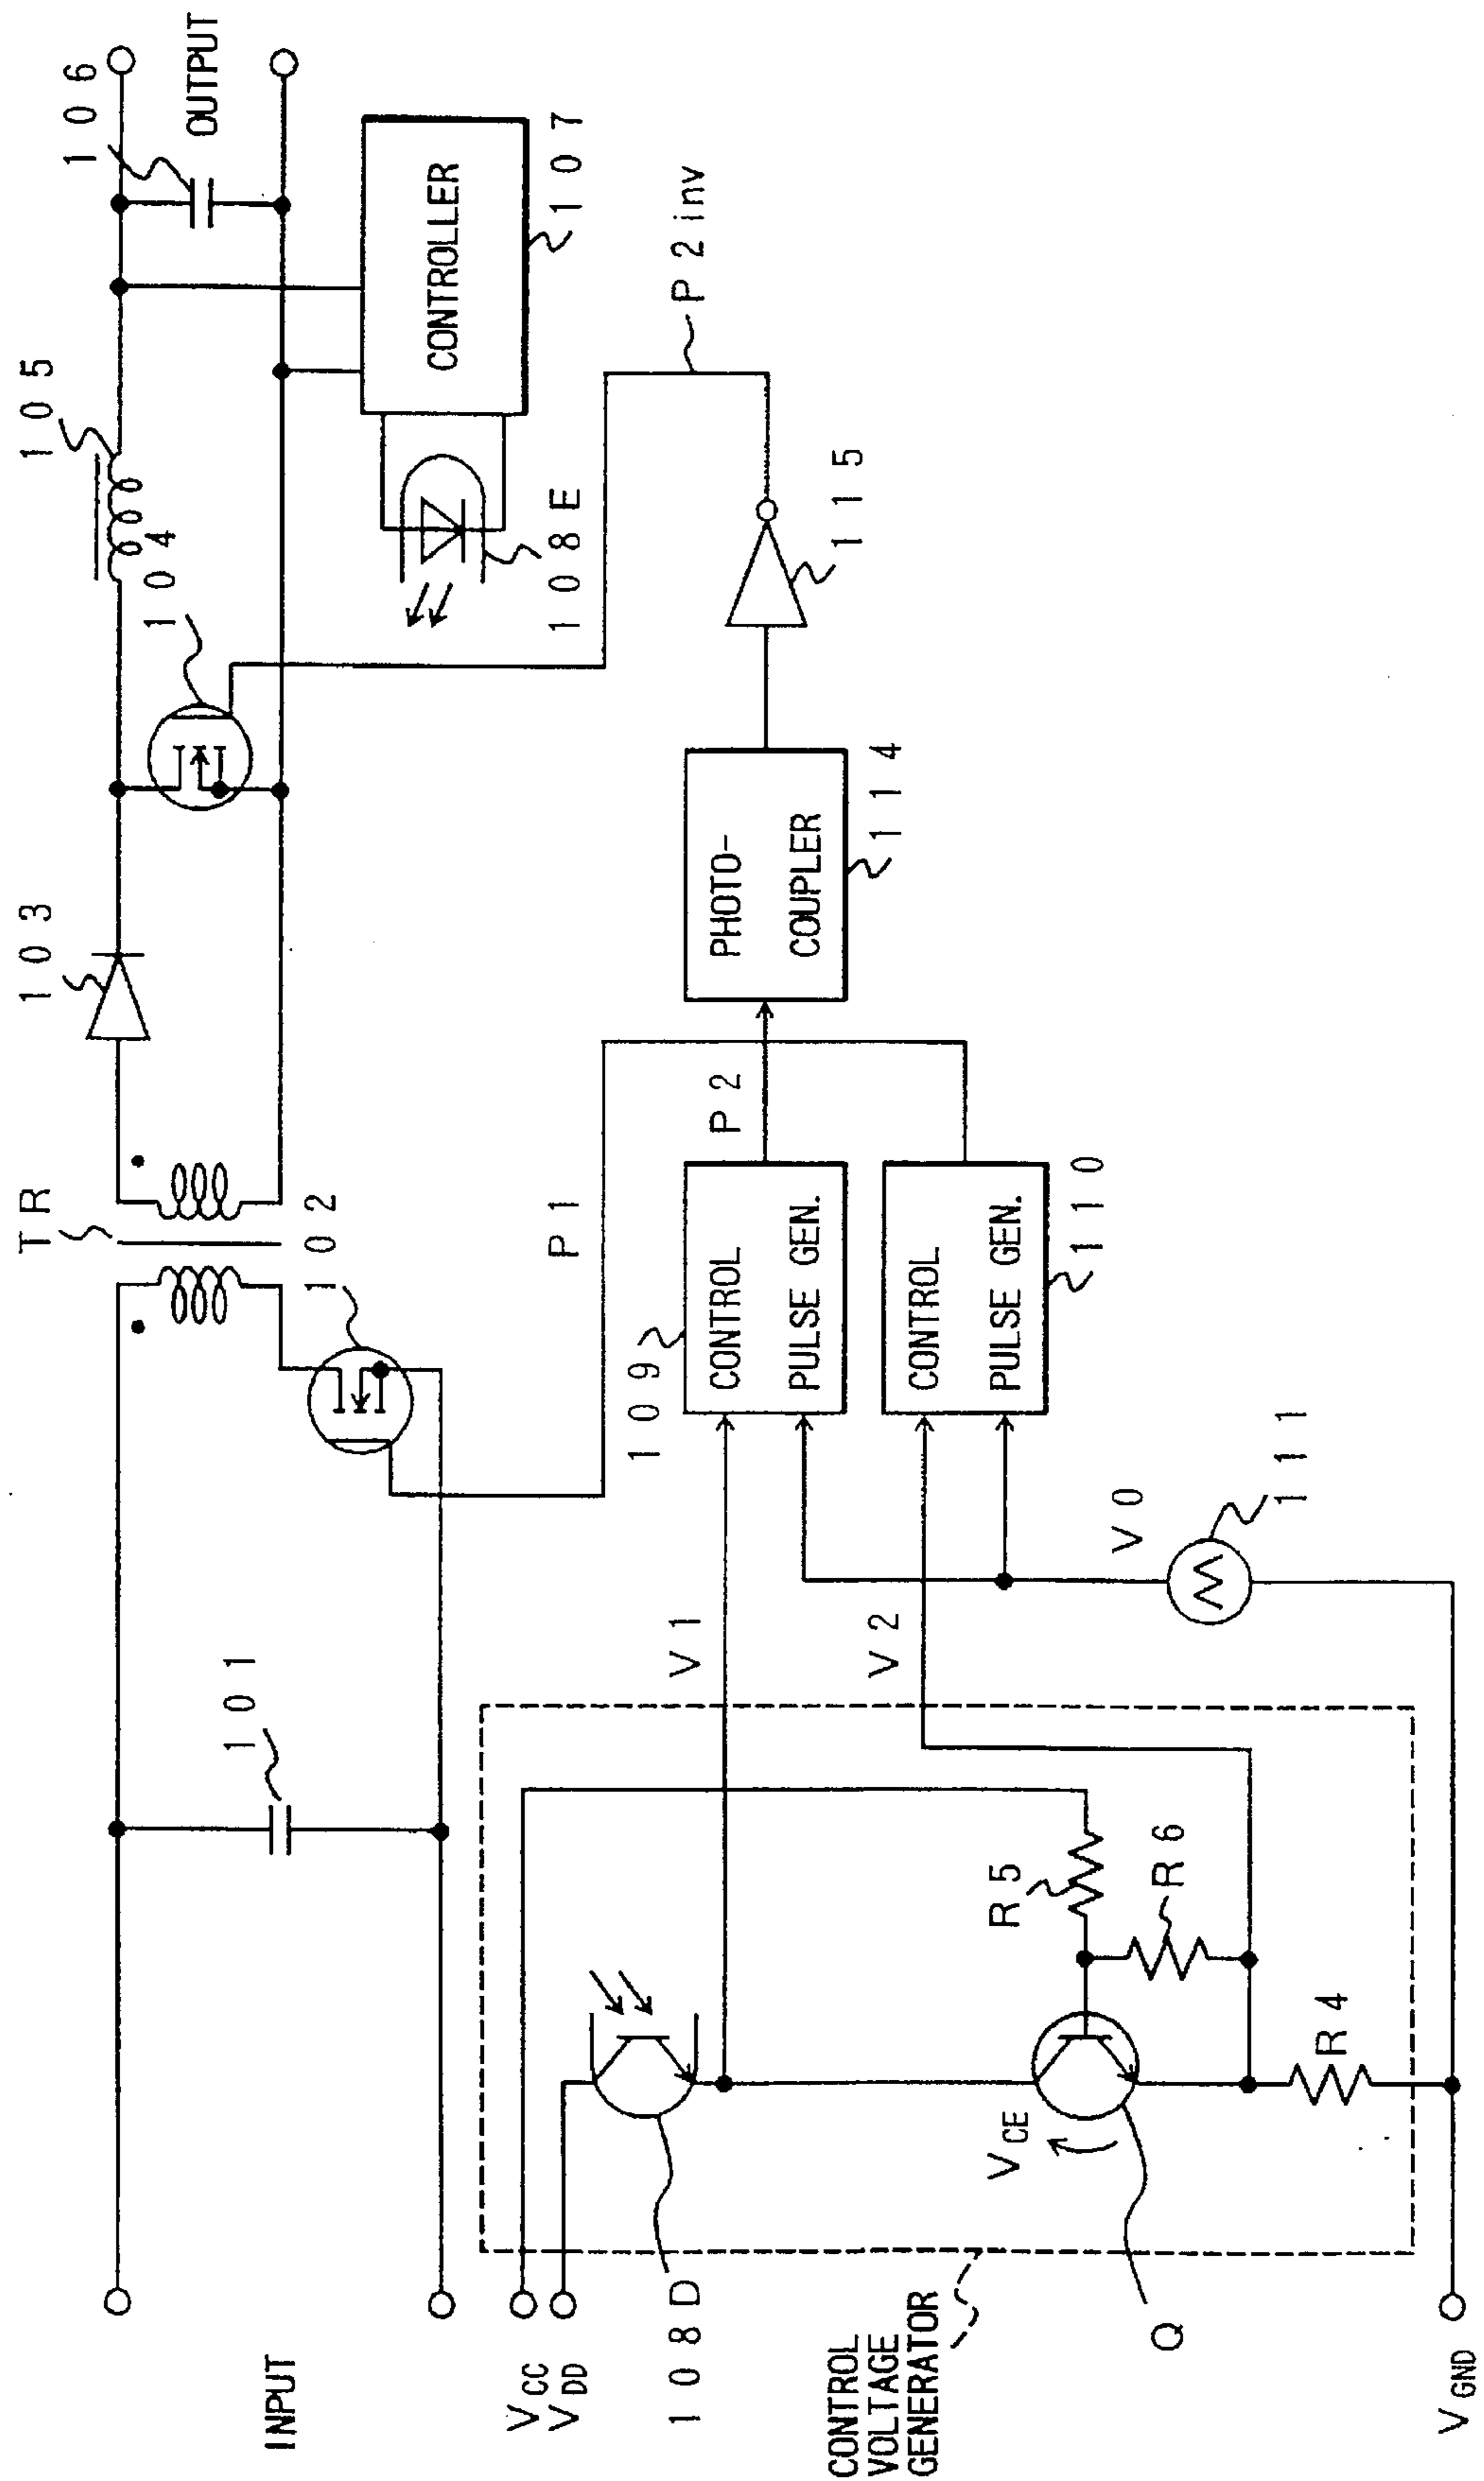 INPUT
101
TR
102
103
104
105
106
OUTPUT
CONTROLLER
107
108E
P2inv
115
PHOTO-
COUPLER
114
P1
P2
109
CONTROL
PULSE GEN.
CONTROL
PULSE GEN.
110
V0
111
V1
V2
VCC
VDD
108D
R5
R6
R4
VCE
Q
CONTROL
VOLTAGE
GENERATOR
VGND